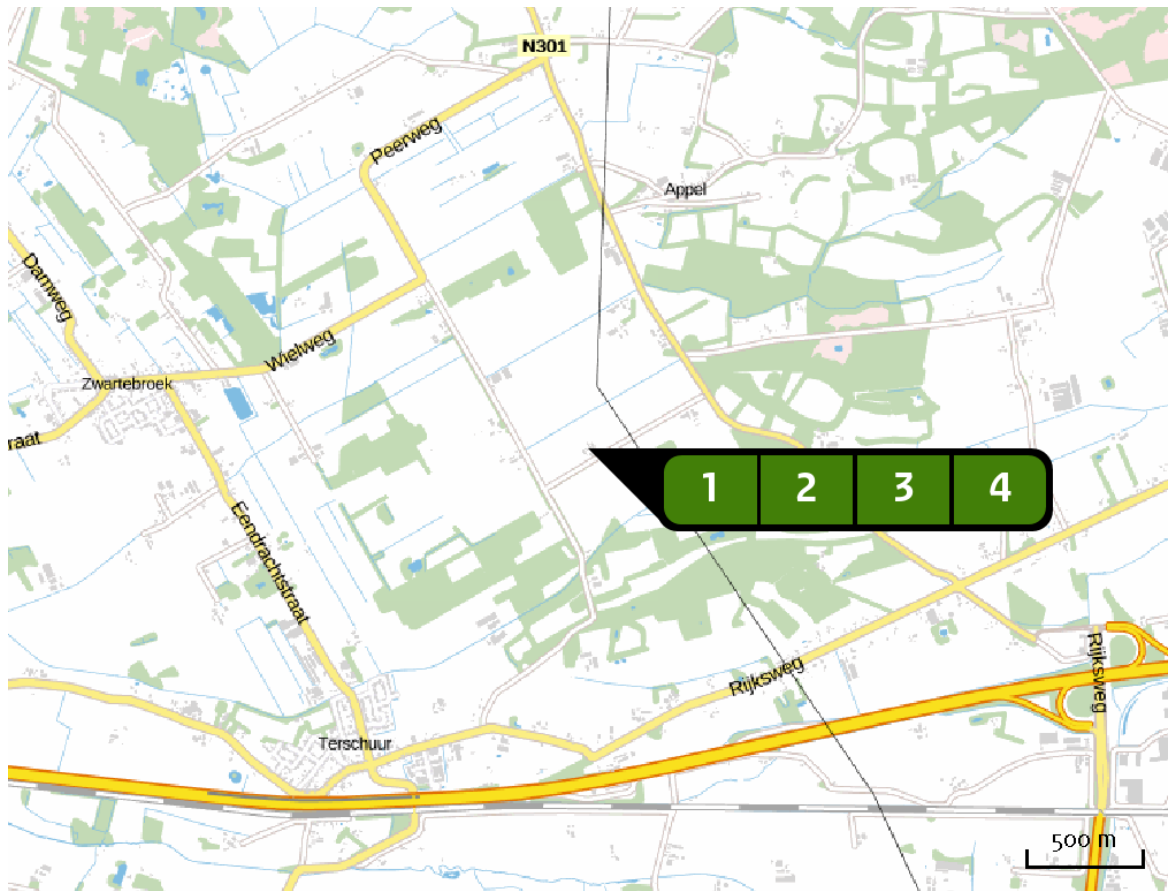 N301
Peerweg
Appel
Damweg
Wielweg
Zwartebroek
raat
1 2 3 4
Eendrachtstraat
Rijksweg
Rijksweg
Terschuur
500 m